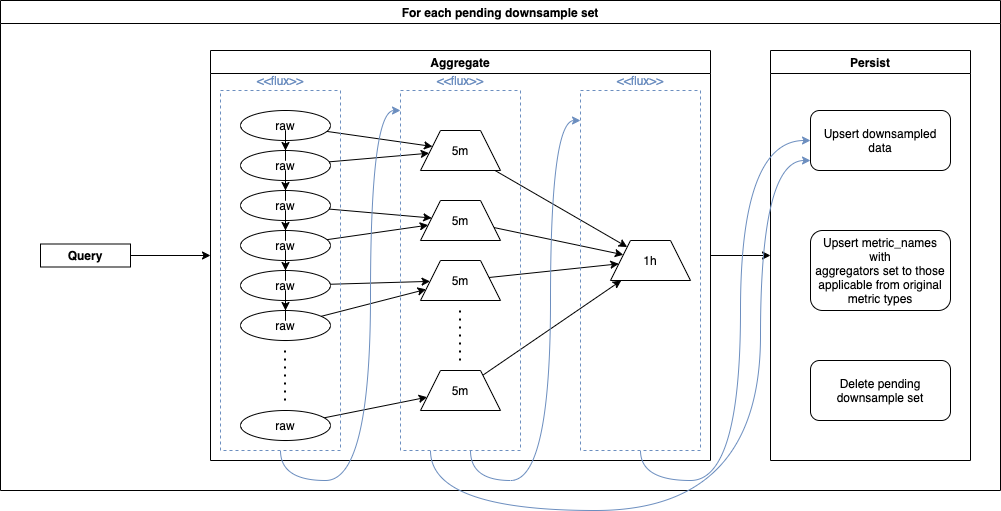 For each pending downsample set
Query
Aggregate
<<flux>>
raw
raw
raw
raw
raw
raw
raw
<<flux>>
5m
5m
5m
5m
<<flux>>
1h
Persist
Upsert downsampled
data
Upsert metric_names
with
aggregators set to those
applicable from original
metric types
Delete pending
downsample set